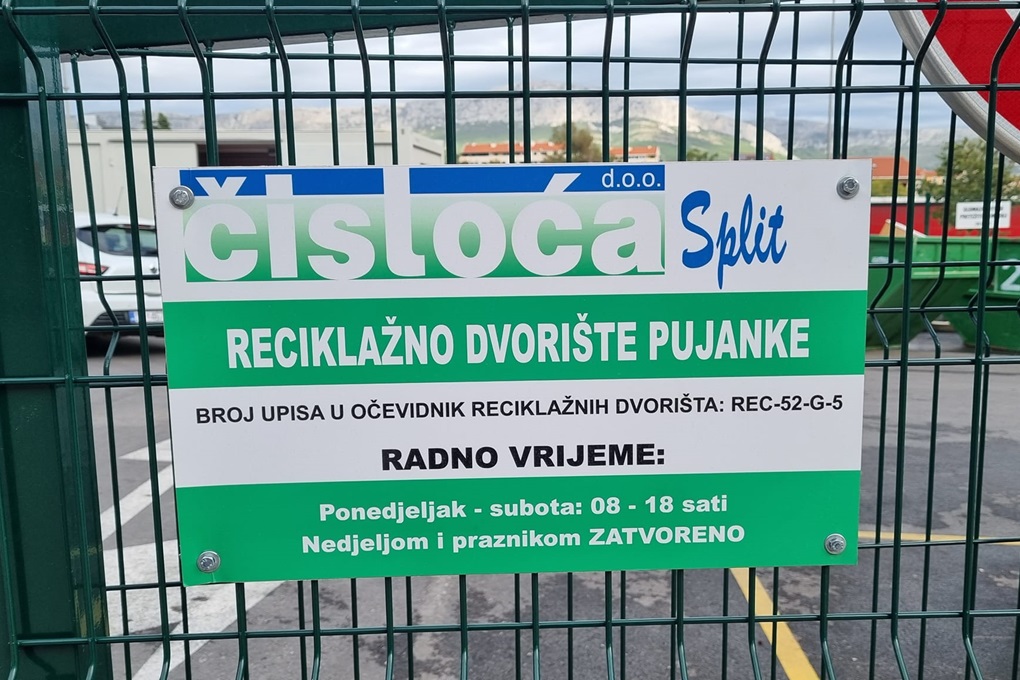 čistoća d.o.o. Split
RECIKLAŽNO DVORIŠTE PUJANKE
BROJ UPISA U OČEVIDNIK RECIKLAŽNIH DVORIŠTA: REC-52-G-5
RADNO VRIJEME:
Ponedjeljak - subota: 08 - 18 sati
Nedjeljom i praznikom ZATVORENO